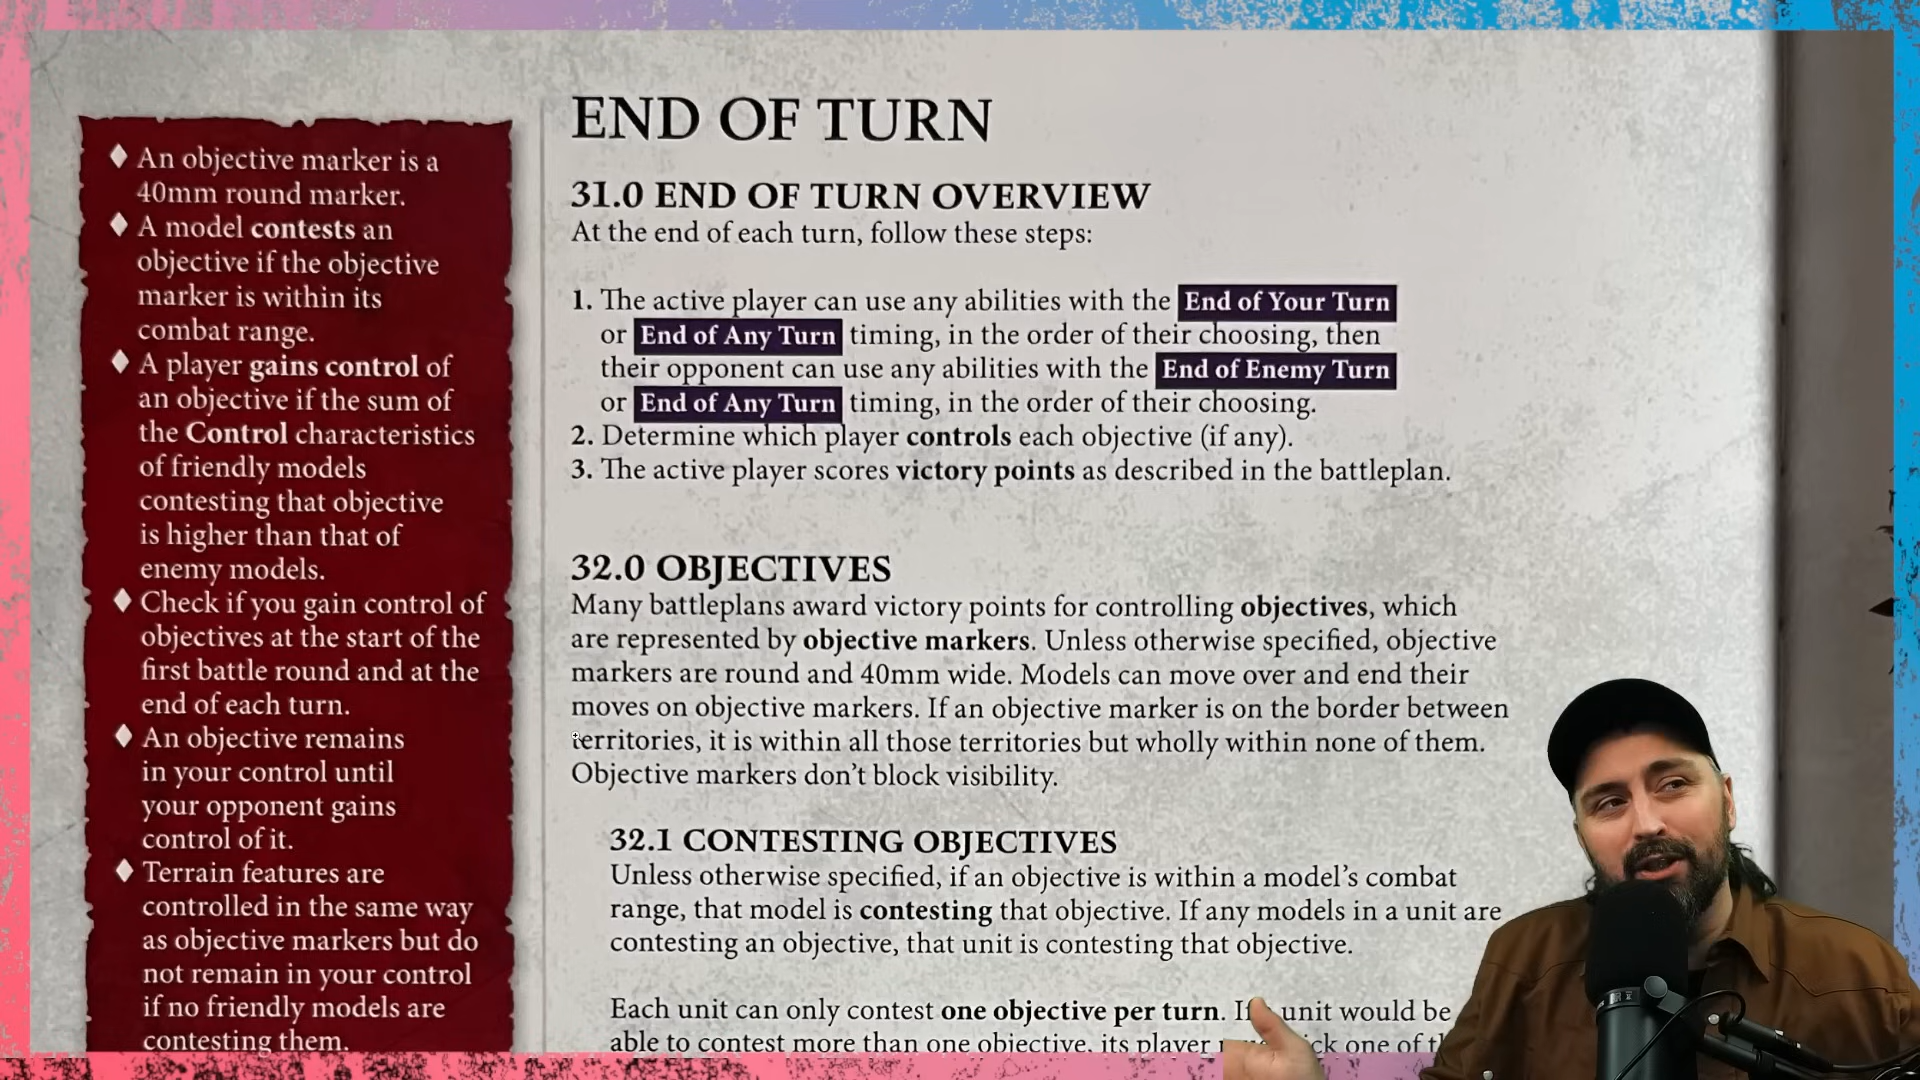 ◆ An objective marker is a
40mm round marker.
◆ A model contests an
objective if the objective
marker is within its
combat range.
◆ A player gains control of
an objective if the sum of
the Control characteristics
of friendly models
contesting that objective
is higher than that of
enemy models.
◆ Check if you gain control of
objectives at the start of the
first battle round and at the
end of each turn.
◆ An objective remains
in your control until
your opponent gains
control of it.
◆ Terrain features are
controlled in the same way
as objective markers but do
not remain in your control
if no friendly models are
contesting them.
END OF TURN
31.0 END OF TURN OVERVIEW
At the end of each turn, follow these steps:
1. The active player can use any abilities with the End of Your Turn
or End of Any Turn timing, in the order of their choosing, then
their opponent can use any abilities with the End of Enemy Turn
or End of Any Turn timing, in the order of their choosing.
2. Determine which player controls each objective (if any).
3. The active player scores victory points as described in the battleplan.
32.0 OBJECTIVES
Many battleplans award victory points for controlling objectives, which
are represented by objective markers. Unless otherwise specified, objective
markers are round and 40mm wide. Models can move over and end their
moves on objective markers. If an objective marker is on the border between
territories, it is within all those territories but wholly within none of them.
Objective markers don't block visibility.
32.1 CONTESTING OBJECTIVES
Unless otherwise specified, if an objective is within a model's combat
range, that model is contesting that objective. If any models in a unit are
contesting an objective, that unit is contesting that objective.
Each unit can only contest one objective per turn. If unit would be
able to contest more than one objective, its player one of